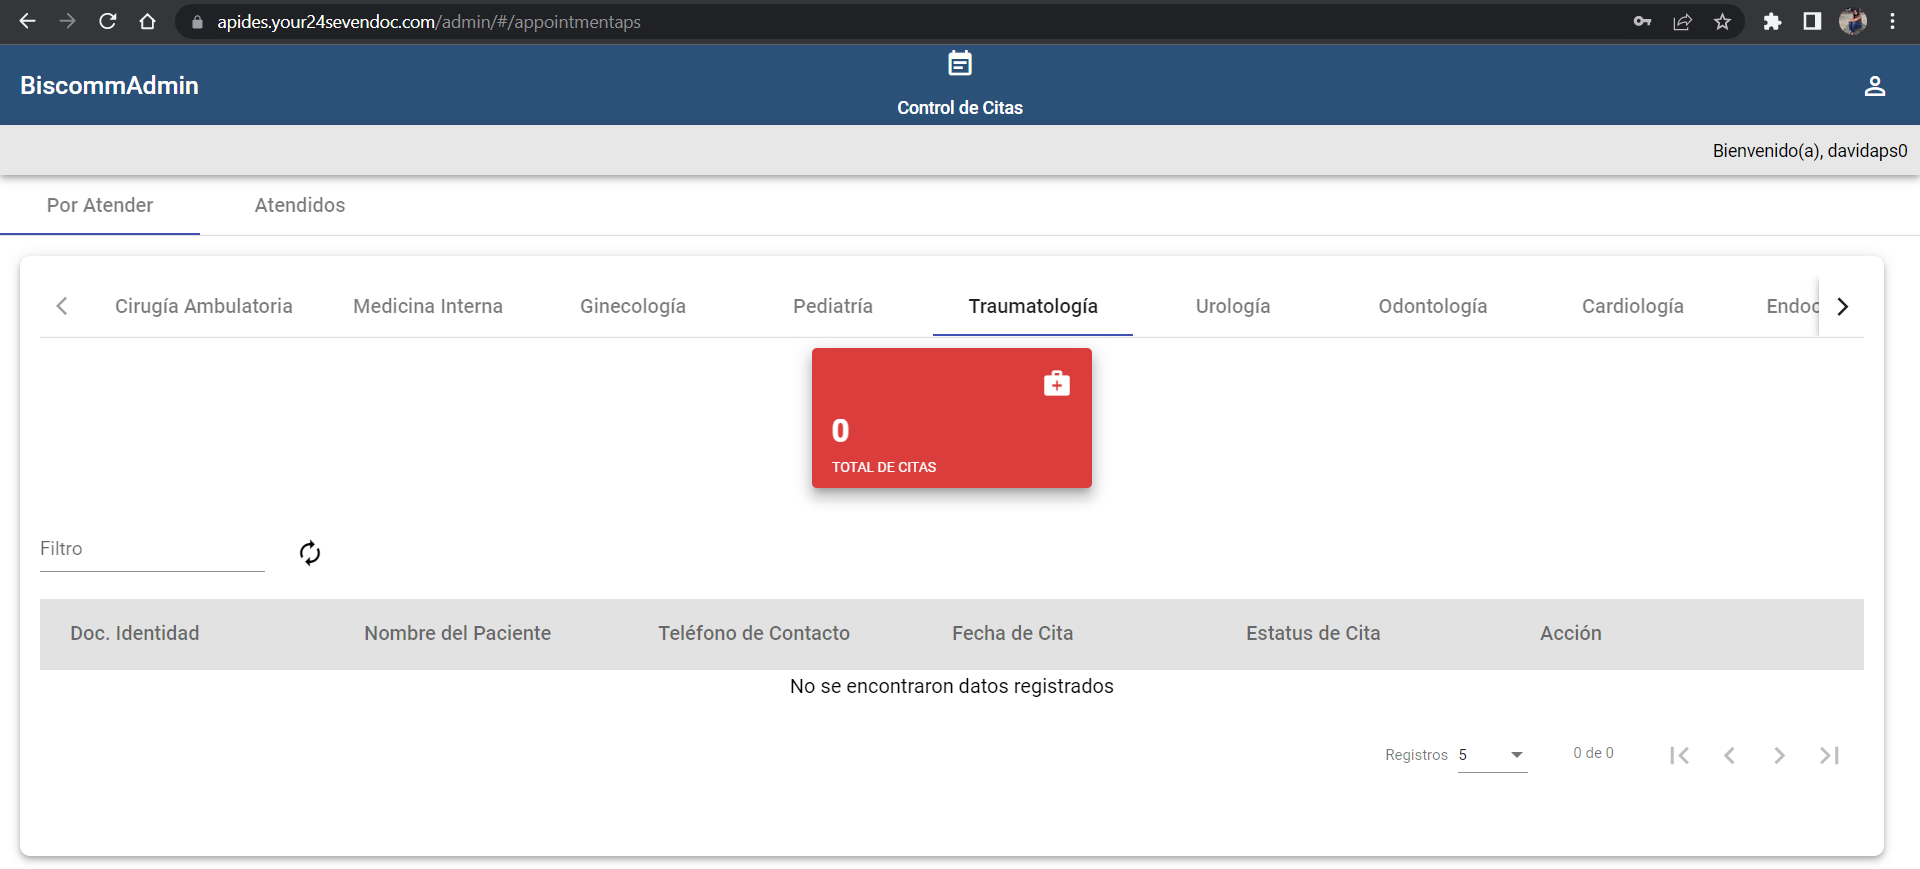 apides.your24sevendoc.com/admin/#/appointmentaps
BiscommAdmin
Control de Citas
Bienvenido(a), davidaps0
Por Atender Atendidos
Cirugía Ambulatoria Medicina Interna Ginecología Pediatría Traumatología Urología Odontología Cardiología Endoc
0
TOTAL DE CITAS
Filtro
Doc. Identidad Nombre del Paciente Teléfono de Contacto Fecha de Cita Estatus de Cita Acción
No se encontraron datos registrados
Registros 5 0 de 0